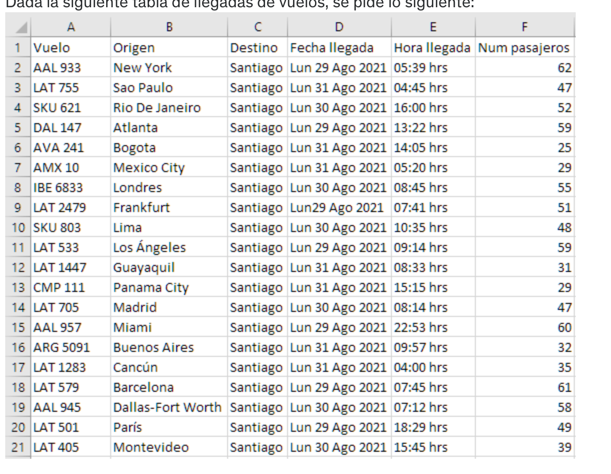 Dada la siguiente tabla de llegadas de vuelos, se pide lo siguiente:
A B C D E F
1 Vuelo Origen Destino Fecha llegada Hora llegada Num pasajeros
2 AAL 933 New York Santiago Lun 29 Ago 2021 05:39 hrs 62
3 LAT 755 Sao Paulo Santiago Lun 31 Ago 2021 04:45 hrs 47
4 SKU 621 Rio De Janeiro Santiago Lun 30 Ago 2021 16:00 hrs 52
5 DAL 147 Atlanta Santiago Lun 29 Ago 2021 13:22 hrs 59
6 AVA 241 Bogota Santiago Lun 31 Ago 2021 14:05 hrs 25
7 AMX 10 Mexico City Santiago Lun 31 Ago 2021 05:20 hrs 29
8 IBE 6833 Londres Santiago Lun 30 Ago 2021 08:45 hrs 55
9 LAT 2479 Frankfurt Santiago Lun29 Ago 2021 07:41 hrs 51
10 SKU 803 Lima Santiago Lun 30 Ago 2021 10:35 hrs 48
11 LAT 533 Los Ángeles Santiago Lun 29 Ago 2021 09:14 hrs 59
12 LAT 1447 Guayaquil Santiago Lun 31 Ago 2021 08:33 hrs 31
13 CMP 111 Panama City Santiago Lun 31 Ago 2021 15:15 hrs 29
14 LAT 705 Madrid Santiago Lun 30 Ago 2021 08:14 hrs 47
15 AAL 957 Miami Santiago Lun 29 Ago 2021 22:53 hrs 60
16 ARG 5091 Buenos Aires Santiago Lun 31 Ago 2021 09:57 hrs 32
17 LAT 1283 Cancún Santiago Lun 31 Ago 2021 04:00 hrs 35
18 LAT 579 Barcelona Santiago Lun 29 Ago 2021 07:45 hrs 61
19 AAL 945 Dallas-Fort Worth Santiago Lun 30 Ago 2021 07:12 hrs 58
20 LAT 501 París Santiago Lun 29 Ago 2021 18:29 hrs 49
21 LAT 405 Montevideo Santiago Lun 30 Ago 2021 15:45 hrs 39